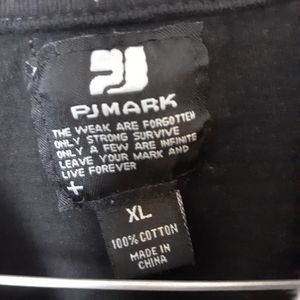 PJ
PJMARK
THE WEAK ARE FORGOTTEN
ONLY STRONG SURVIVE
ONLY A FEW ARE INFINITE
LEAVE YOUR MARK AND
LIVE FOREVER
XL
100% COTTON
MADE IN
CHINA